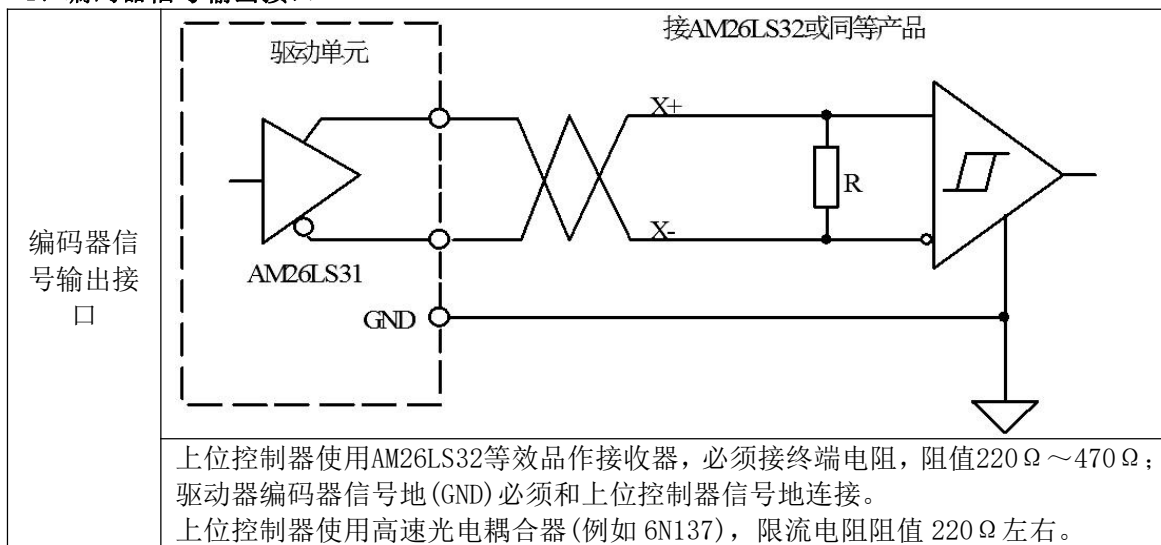 接AM26LS32或同等产品
驱动单元
X+
R
X-
AM26LS31
GND
编码器信
号输出接
口
上位控制器使用AM26LS32等效品作接收器,必须接终端电阻,阻值220Ω~470Ω;
驱动器编码器信号地(GND)必须和上位控制器信号地连接。
上位控制器使用高速光电耦合器(例如 6N137),限流电阻阻值 220Ω左右。